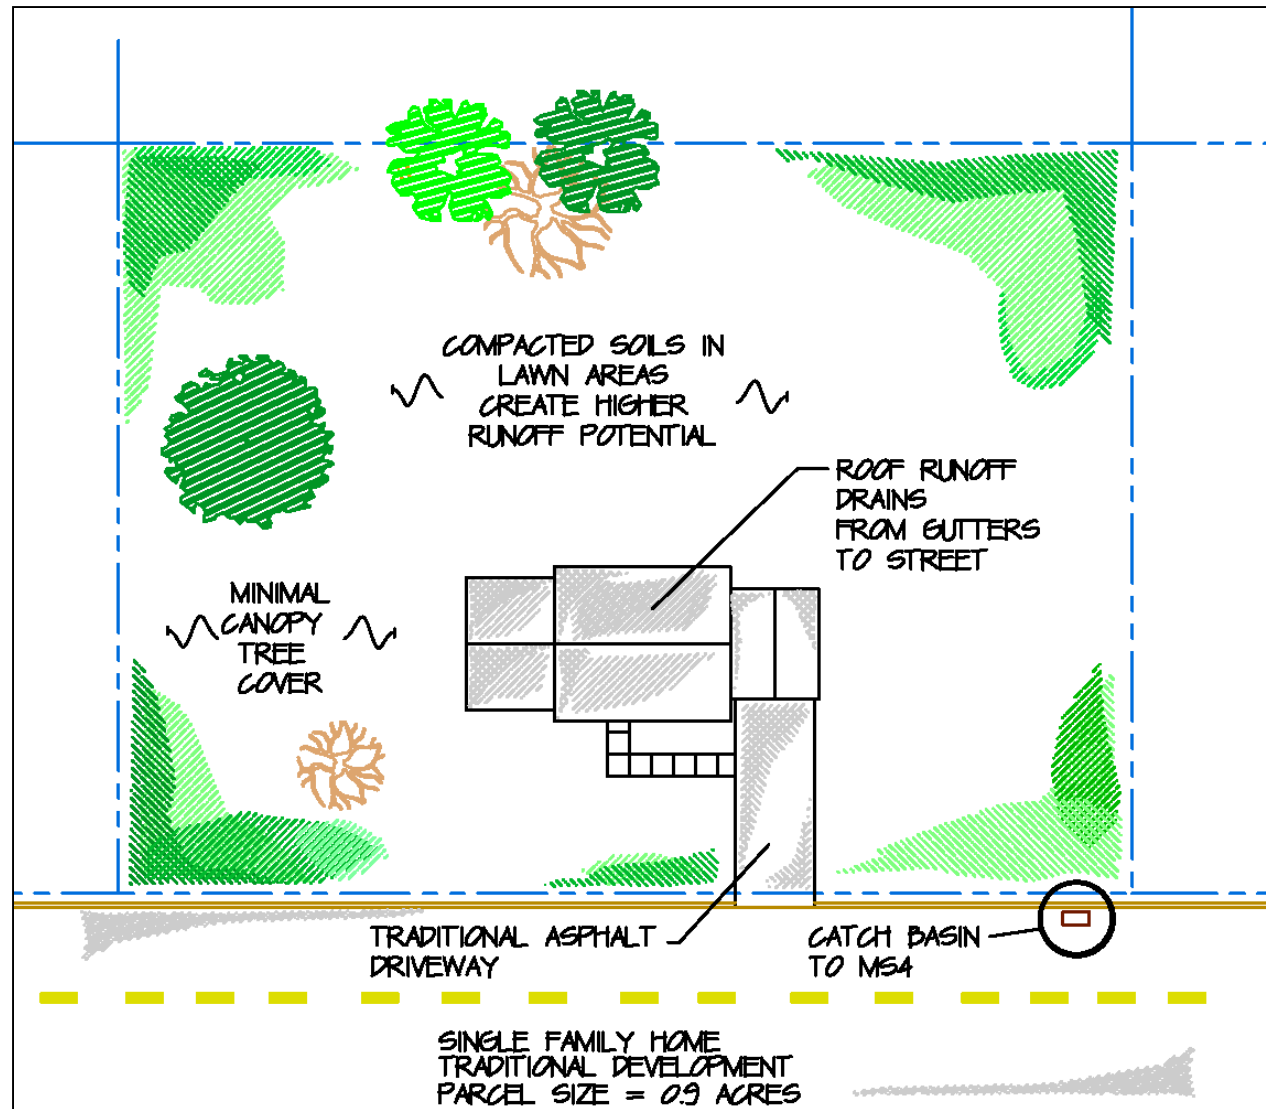 COMPACTED SOILS IN
LAWN AREAS
CREATE HIGHER
RUNOFF POTENTIAL
ROOF RUNOFF
DRAINS
FROM GUTTERS
TO STREET
MINIMAL
CANOPY
TREE
COVER
TRADITIONAL ASPHALT
DRIVEWAY
CATCH BASIN
TO MS4
SINGLE FAMILY HOME
TRADITIONAL DEVELOPMENT
PARCEL SIZE = 0.9 ACRES